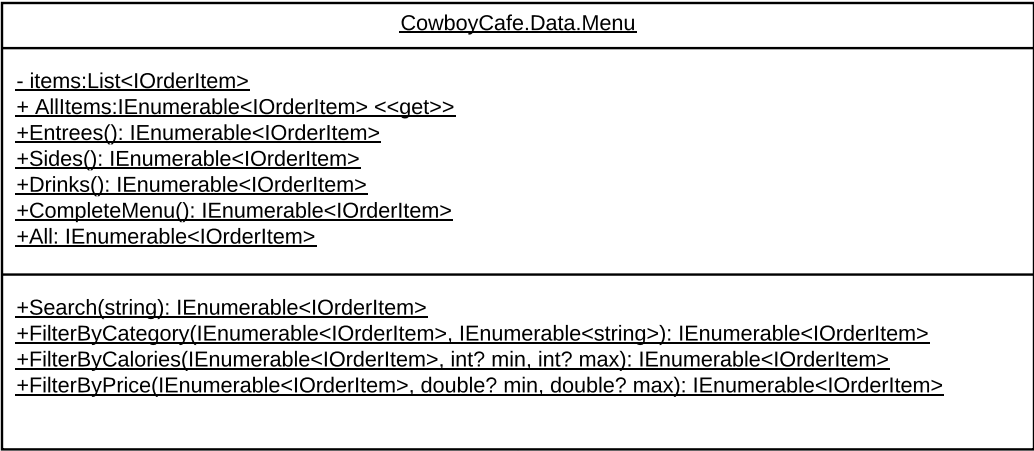 CowboyCafe.Data.Menu
- items:List<IOrderItem>
+ AllItems:IEnumerable<IOrderItem> <<get>>
+Entrees(): IEnumerable<IOrderItem>
+Sides(): IEnumerable<IOrderItem>
+Drinks(): IEnumerable<IOrderItem>
+CompleteMenu(): IEnumerable<IOrderItem>
+All: IEnumerable<IOrderItem>
+Search(string): IEnumerable<IOrderItem>
+FilterByCategory(IEnumerable<IOrderItem>, IEnumerable<string>): IEnumerable<IOrderItem>
+FilterByCalories(IEnumerable<IOrderItem>, int? min, int? max): IEnumerable<IOrderItem>
+FilterByPrice(IEnumerable<IOrderItem>, double? min, double? max): IEnumerable<IOrderItem>